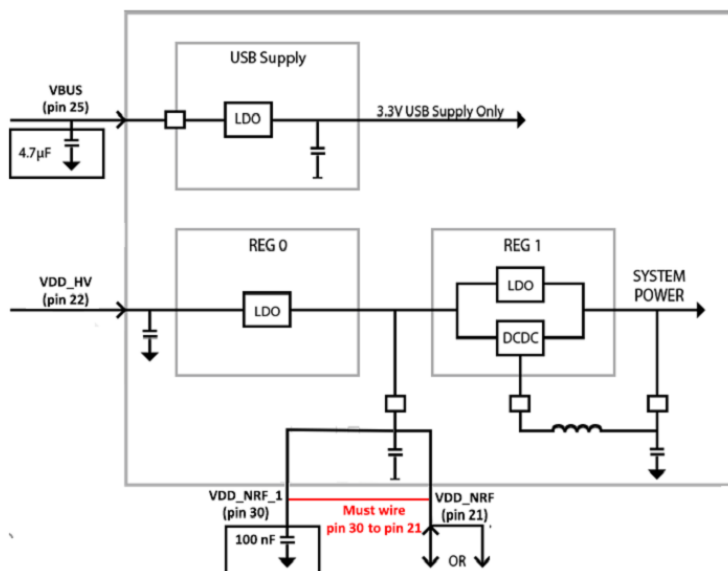 USB Supply
VBUS
(pin 25)
LDO
3.3V USB Supply Only
4.7µF
REG 0
REG 1
VDD_HV
(pin 22)
LDO
LDO
DCDC
SYSTEM
POWER
VDD_NRF_1
(pin 30)
Must wire
pin 30 to pin 21
VDD_NRF
(pin 21)
100 nF
OR